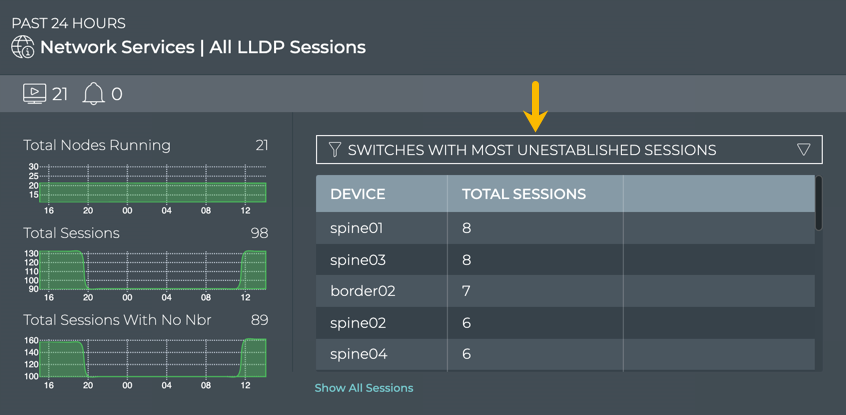 PAST 24 HOURS
Network Services | All LLDP Sessions
21 0
Total Nodes Running 21
30
25
20
15
16 20 00 04 08 12
Total Sessions 98
130
120
110
100
90
16 20 00 04 08 12
Total Sessions With No Nbr 89
160
140
120
100
16 20 00 04 08 12
SWITCHES WITH MOST UNESTABLISHED SESSIONS
DEVICE TOTAL SESSIONS
spine01 8
spine03 8
border02 7
spine02 6
spine04 6
Show All Sessions